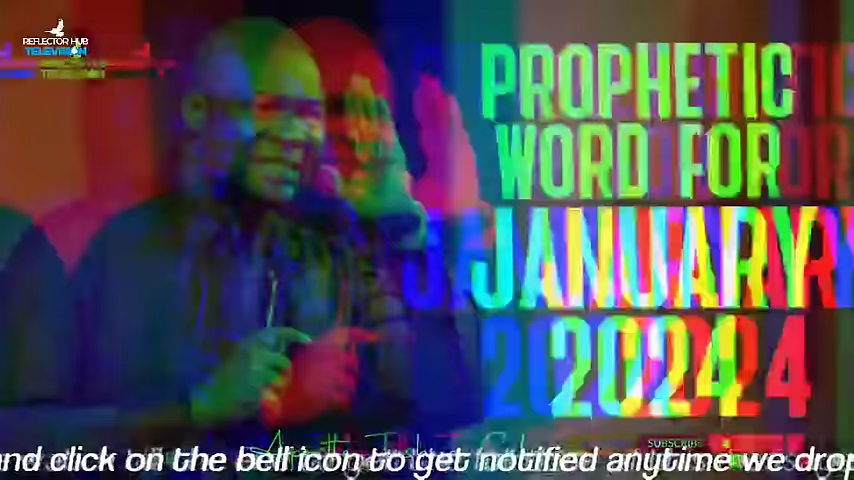 REFLECTOR HUB
TELEVISION
PROPHETIC
WORD FOR
JANUARY
2024
SUBSCRIBE
and click on the bell icon to get notified anytime we drop